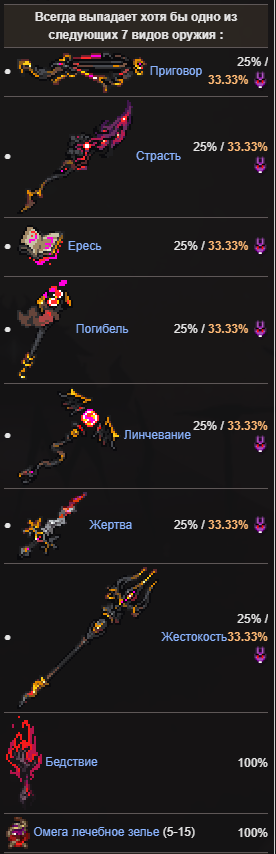 Всегда выпадает хотя бы одно из
следующих 7 видов оружия :
Приговор 25% /
33.33%
Страсть 25% / 33.33%
Ересь 25% / 33.33%
Погибель 25% / 33.33%
Линчевание 25% / 33.33%
Жертва 25% / 33.33%
25% /
Жестокость 33.33%
Бедствие 100%
Омега лечебное зелье (5-15) 100%